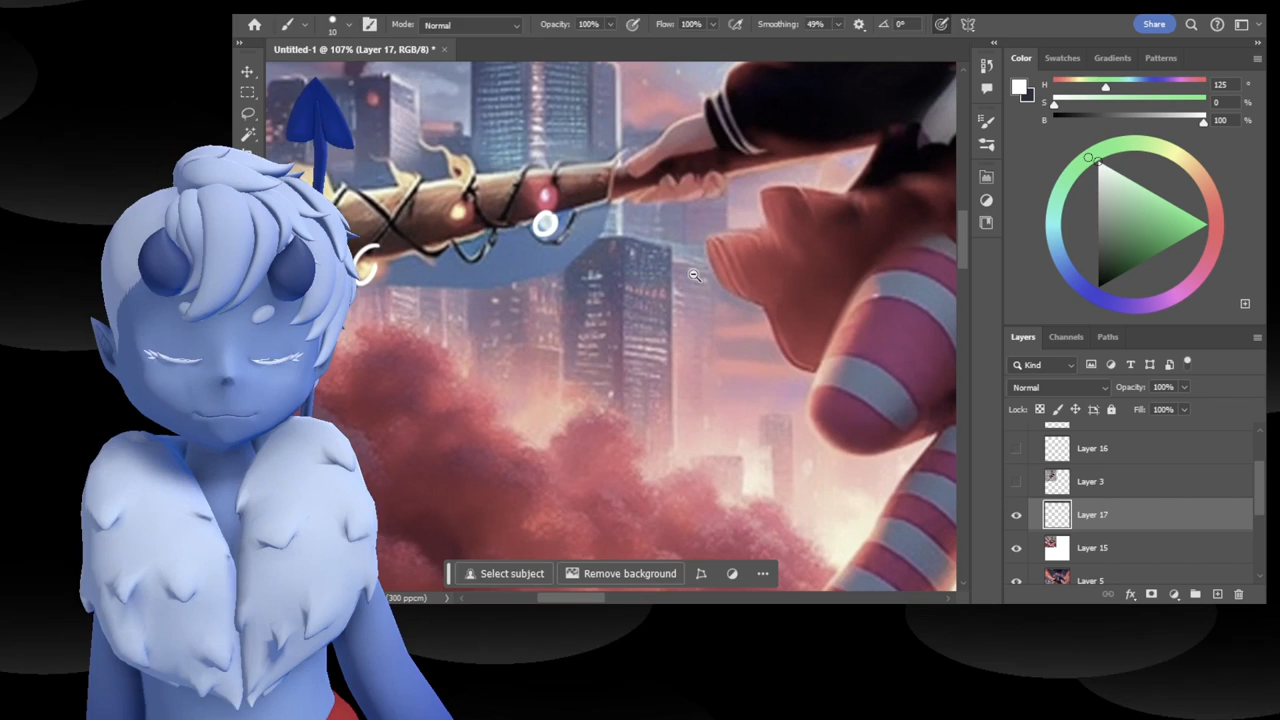 10
Mode:
Normal
Opacity:
100%
Flow:
100%
Smoothing:
49%
0°
Share
Untitled-1 @ 107% (Layer 17, RGB/8) *
Color
Swatches
Gradients
Patterns
H
125
°
S
0
%
B
100
%
Layers
Channels
Paths
Kind
Normal
Opacity:
100%
Lock:
Fill:
100%
Layer 16
Layer 3
Layer 17
Layer 15
Layer 5
Select subject
Remove background
(300 ppcm)
fx